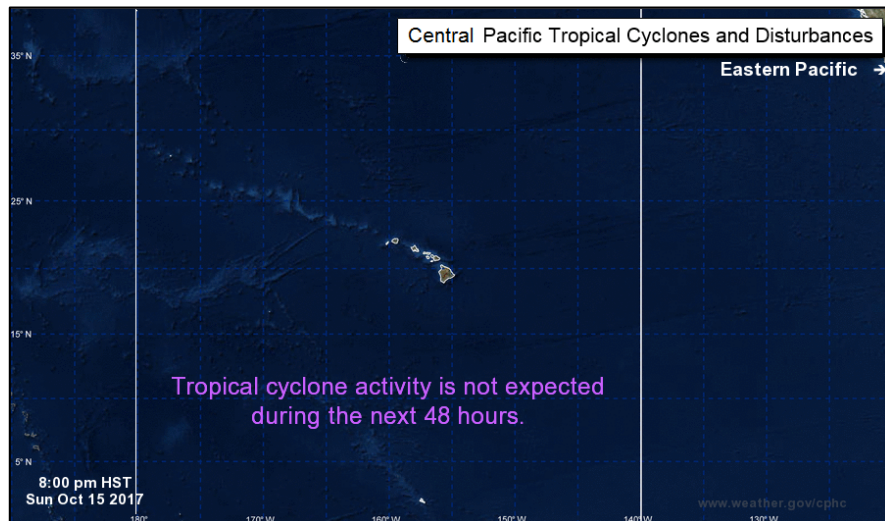 Central Pacific Tropical Cyclones and Disturbances
Eastern Pacific →
35° N
25° N
15° N
Tropical cyclone activity is not expected
during the next 48 hours.
5° N
8:00 pm HST
Sun Oct 15 2017
www.weather.gov/cphc
180° 170° W 160° W 150° W 140° W 130° W